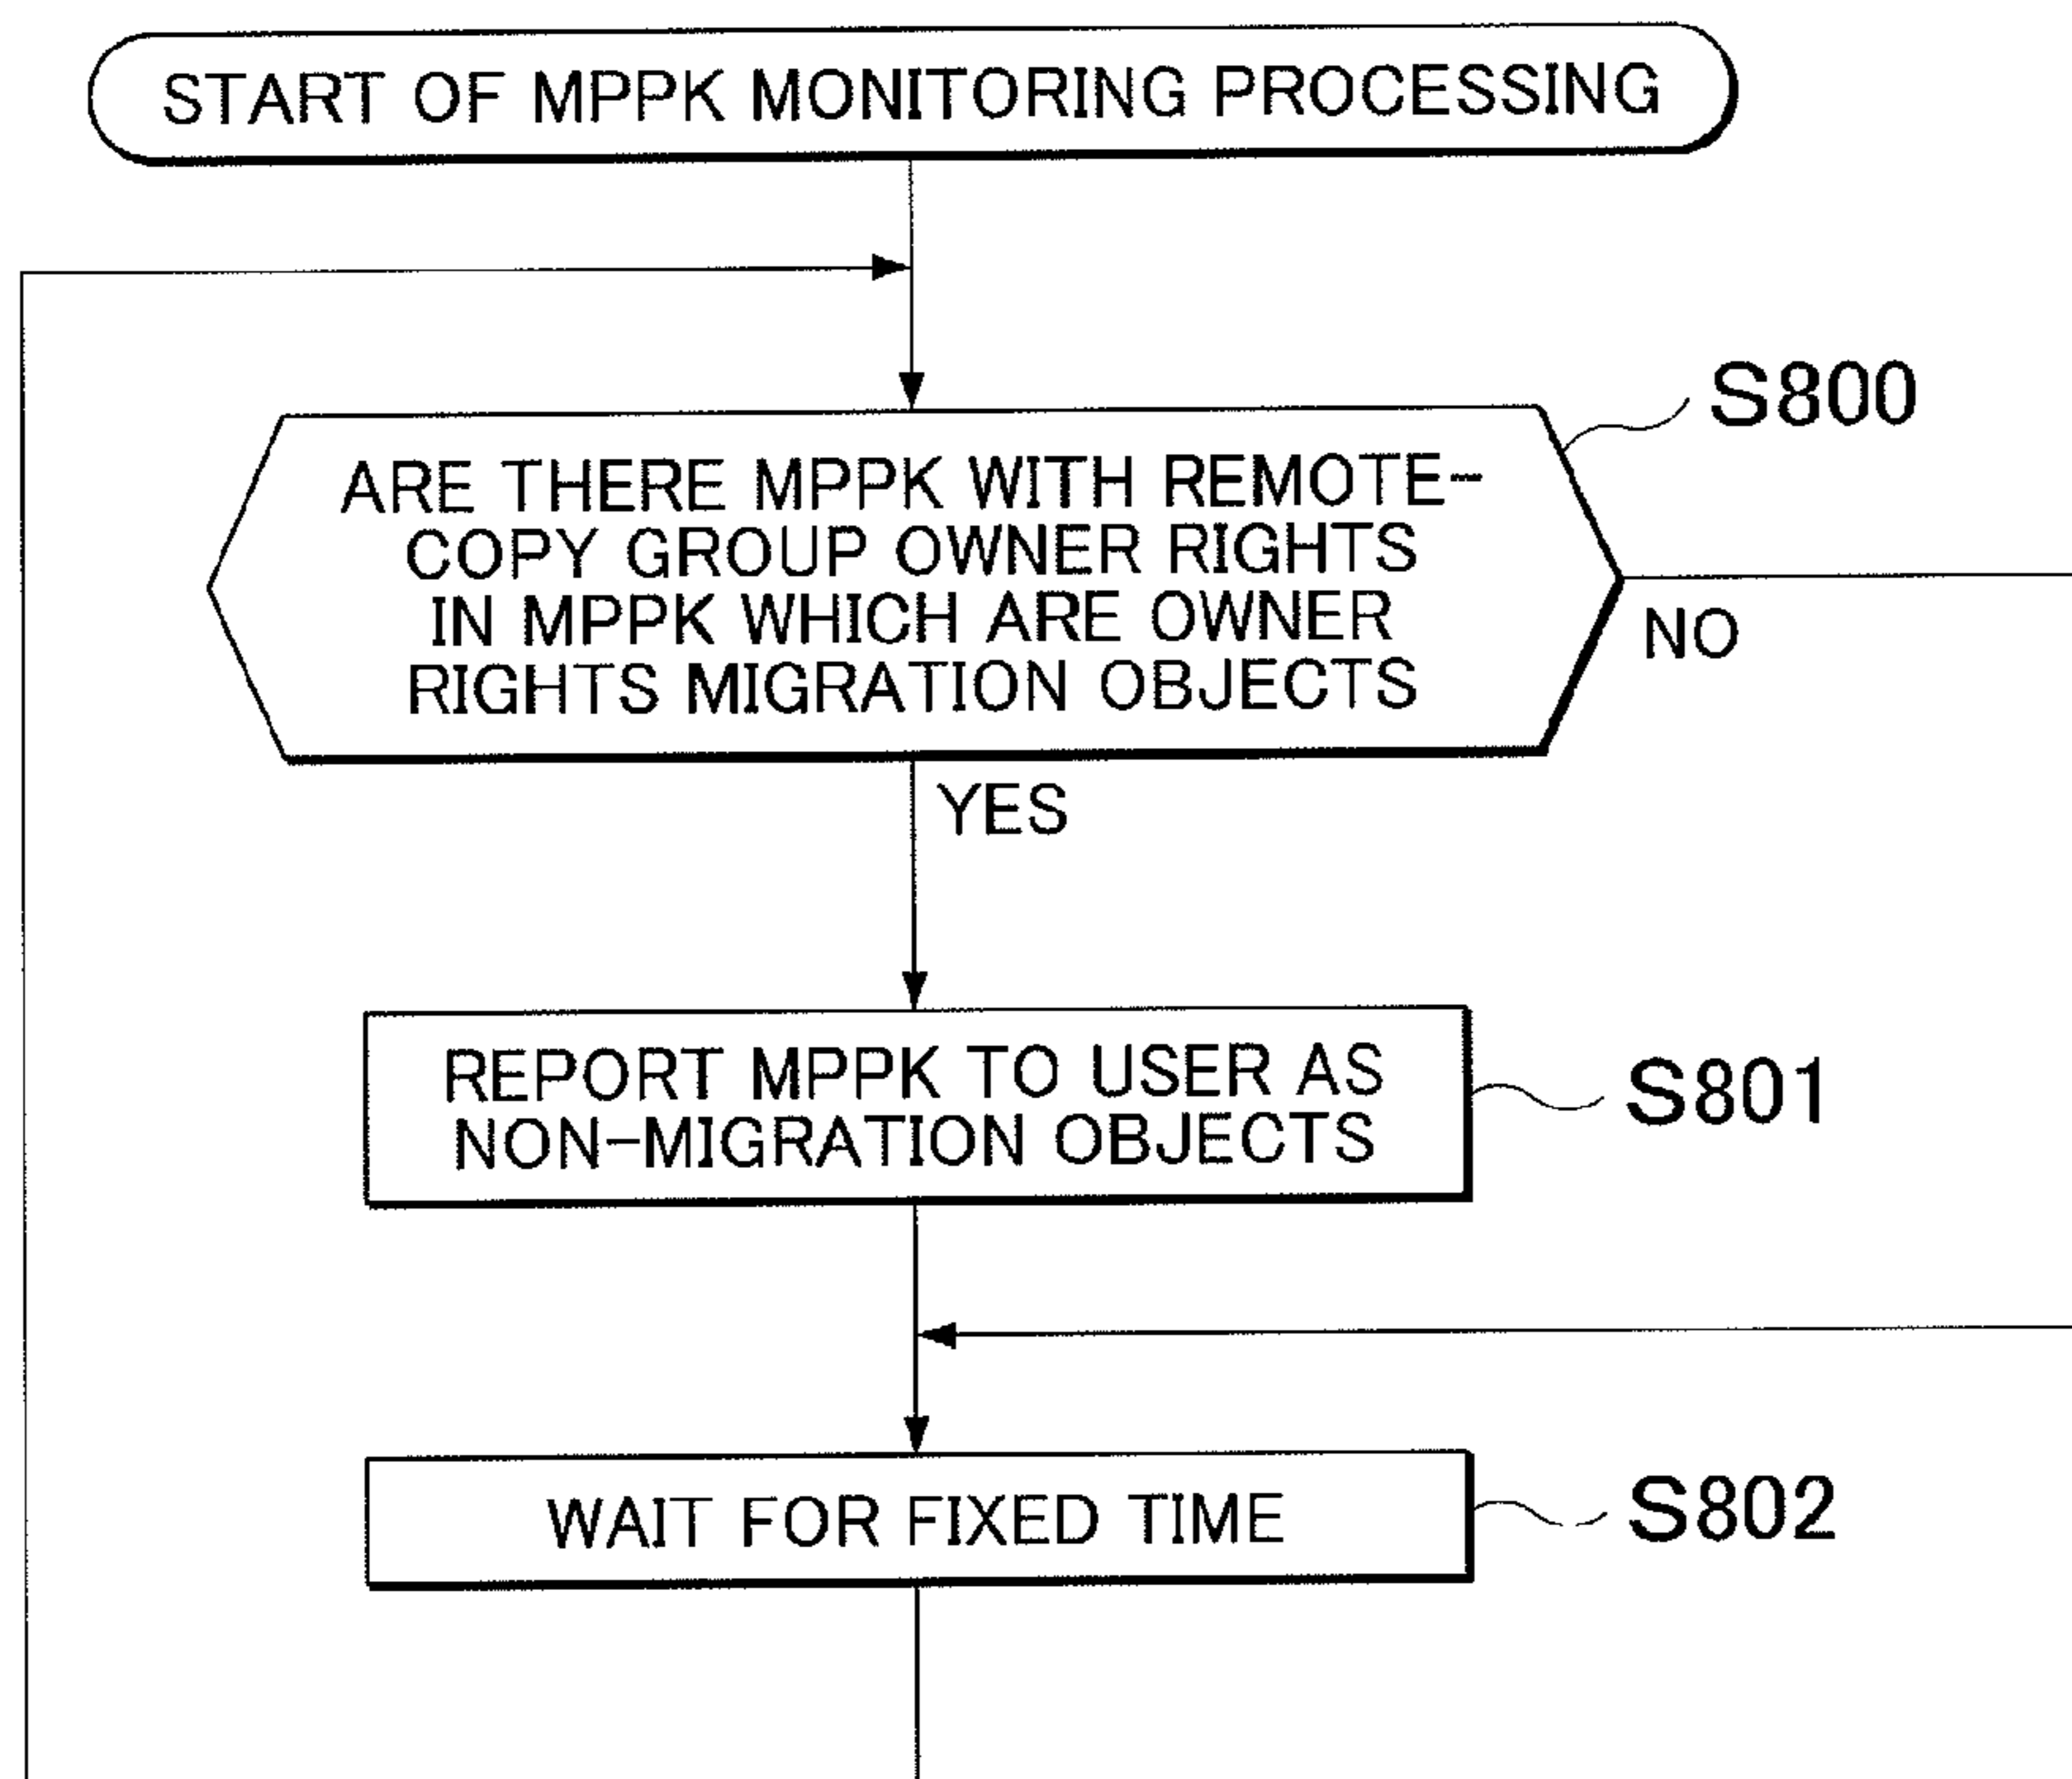 START OF MPPK MONITORING PROCESSING
S800
ARE THERE MPPK WITH REMOTE-
COPY GROUP OWNER RIGHTS
IN MPPK WHICH ARE OWNER
RIGHTS MIGRATION OBJECTS
NO
YES
REPORT MPPK TO USER AS
NON-MIGRATION OBJECTS
S801
WAIT FOR FIXED TIME
S802